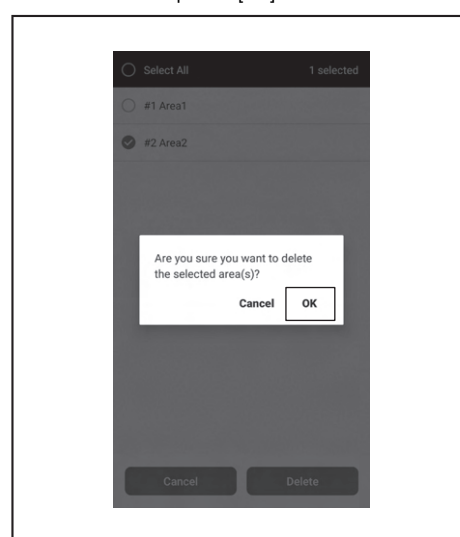 Select All 1 selected
#1 Area1
#2 Area2
Are you sure you want to delete
the selected area(s)?
Cancel OK
Cancel Delete